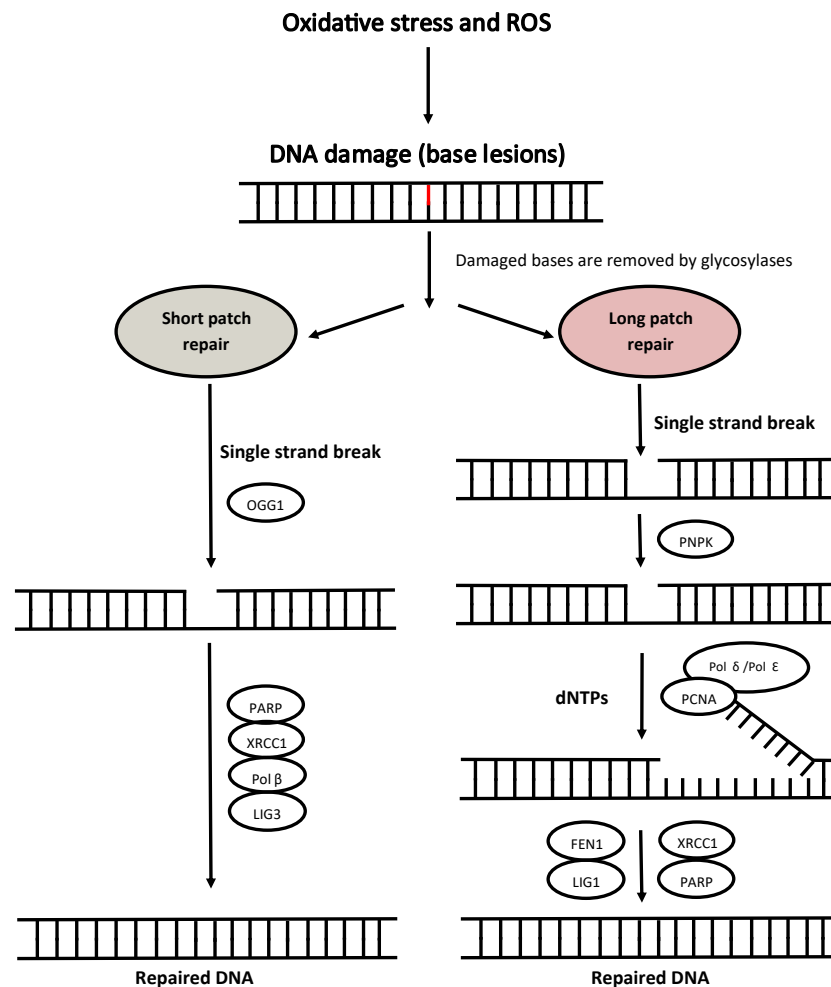 Oxidative stress and ROS
DNA damage (base lesions)
Damaged bases are removed by glycosylases
Short patch
repair
Long patch
repair
Single strand break
OGG1
PARP
XRCC1
Pol β
LIG3
Repaired DNA
Single strand break
PNPK
Pol δ /Pol Ɛ
PCNA
dNTPs
FEN1
LIG1
XRCC1
PARP
Repaired DNA